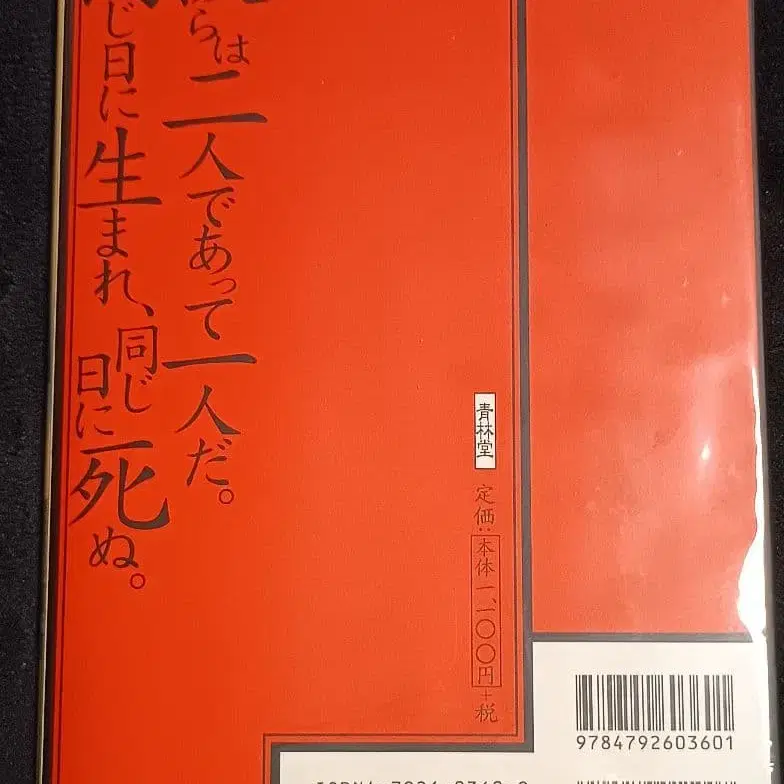 らは二人であって一人だ。
じ日に生まれ、同じ日に死ぬ。
青林堂
定価:本体一、一〇〇円+税
9784792603601